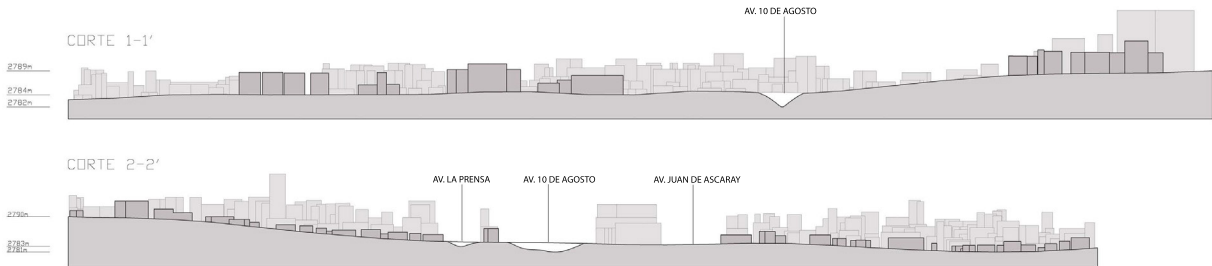 AV. 10 DE AGOSTO
CORTE 1-1'
2789m
2784m
2782m
CORTE 2-2'
AV. LA PRENSA
AV. 10 DE AGOSTO
AV. JUAN DE ASCARAY
2790m
2783m
2781m